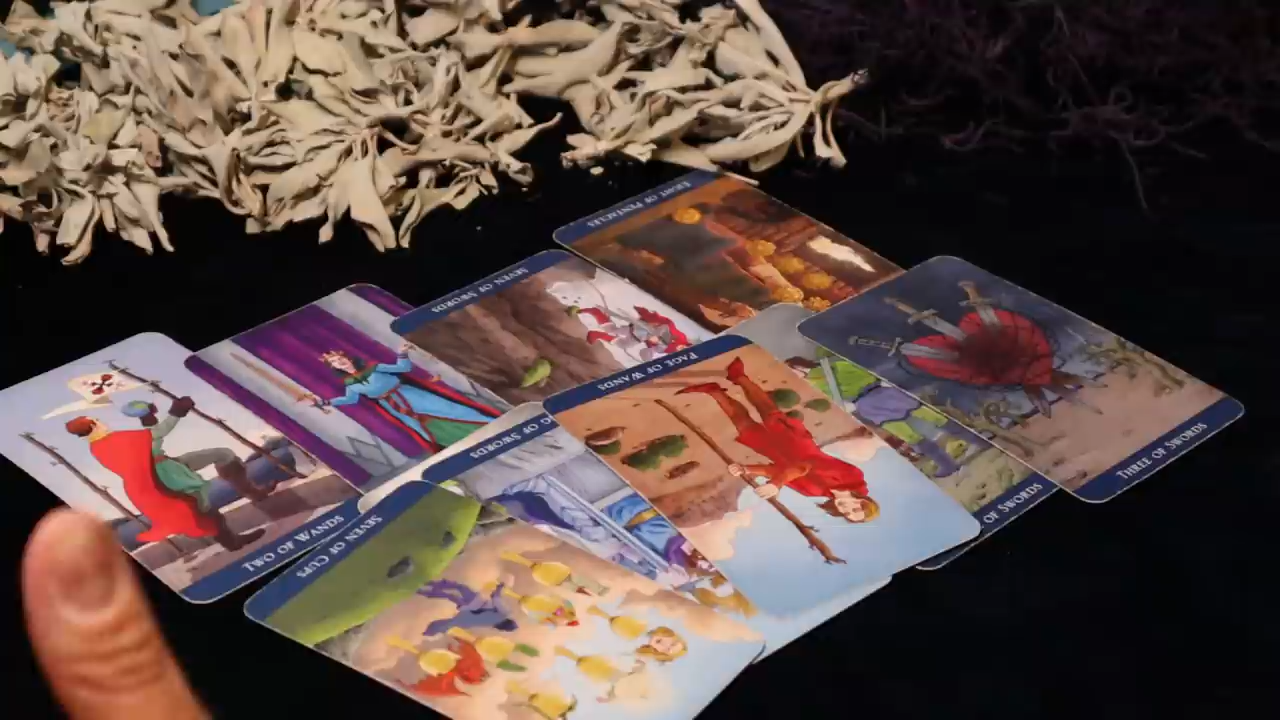 EIGHT OF PENTACLES
SEVEN OF SWORDS
PAGE OF WANDS
G OF SWORDS
THREE OF SWORDS
OF SWORDS
TWO OF WANDS
SEVEN OF CUPS